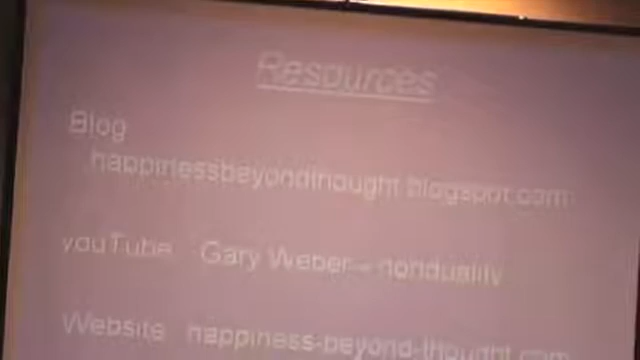 Resources
Blog
happinessbeyondthought.blogspot.com
youTube Gary Weber – nonduality
Website happiness-beyond-thought.com